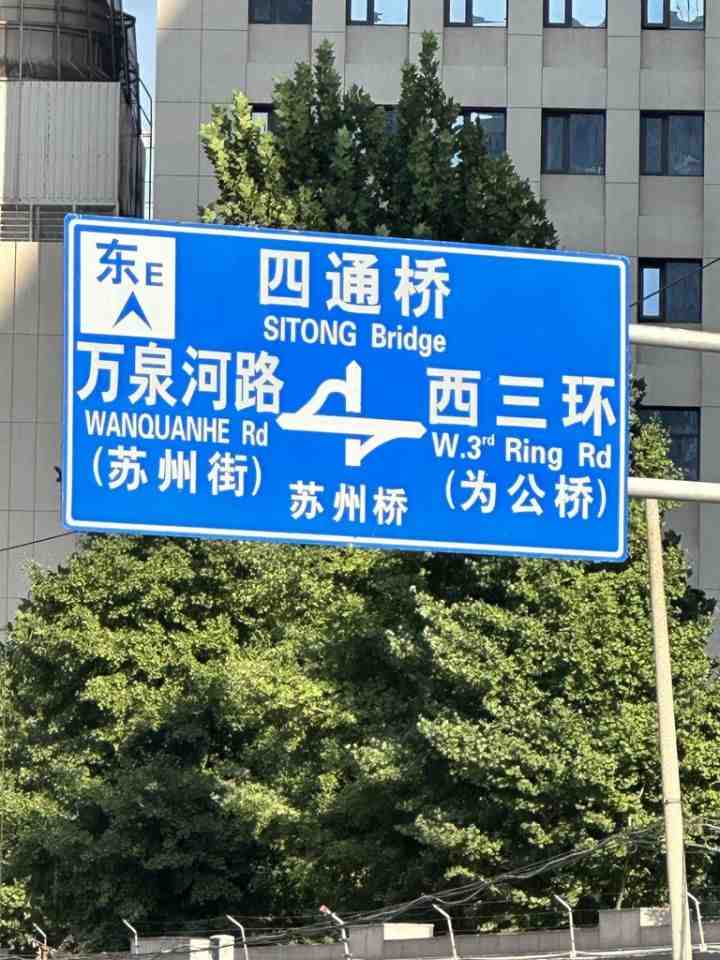 东 E
四通桥
SITONG Bridge
万泉河路
WANQUANHE Rd
(苏州街)
西三环
W.3rd Ring Rd
(为公桥)
苏州桥